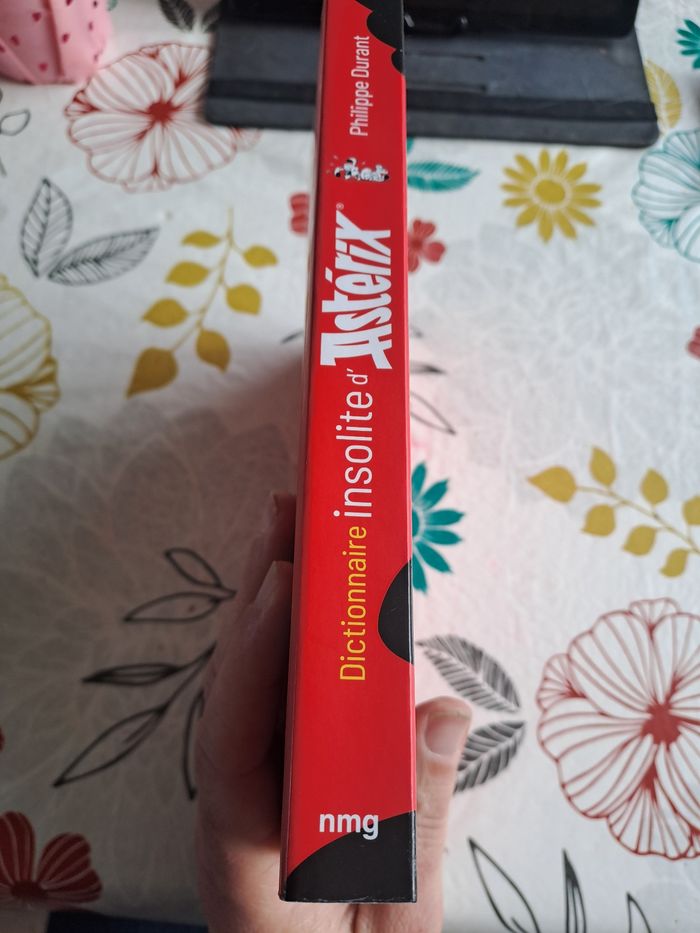 Dictionnaire insolite d'Astérix®
Philippe Durant
nmg